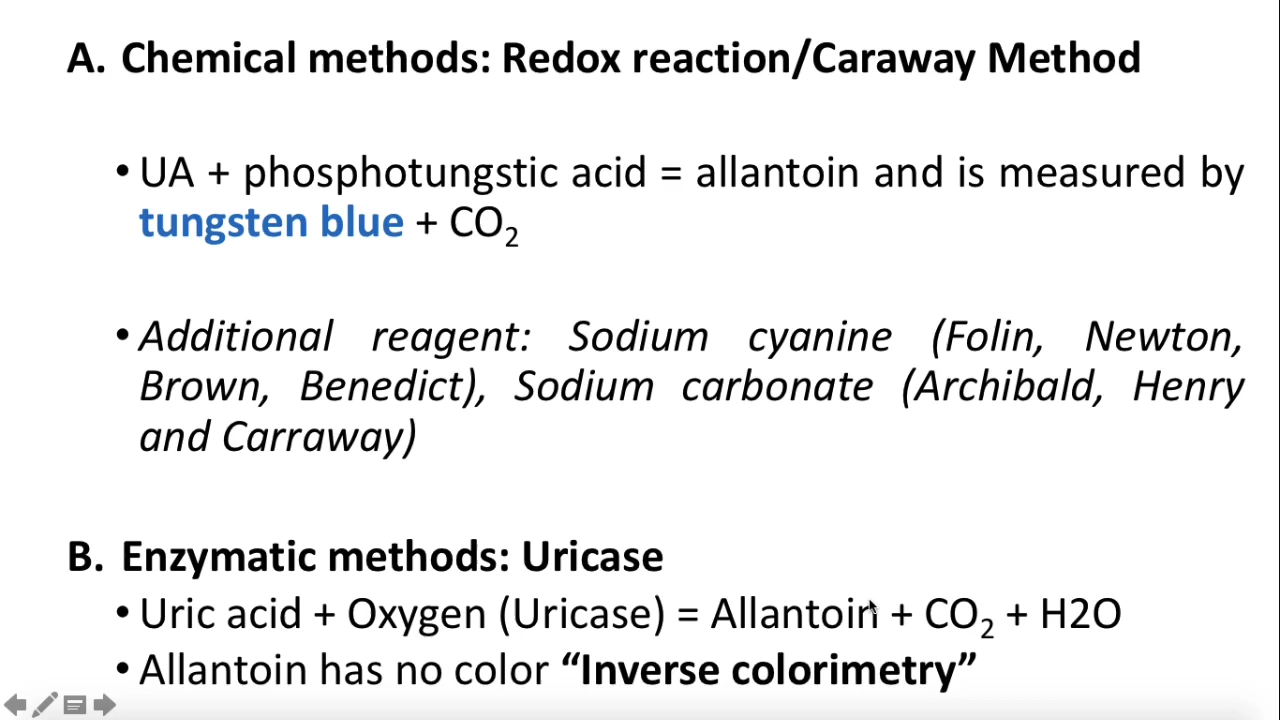 A. Chemical methods: Redox reaction/Caraway Method
• UA + phosphotungstic acid = allantoin and is measured by
tungsten blue + CO₂
• Additional reagent: Sodium cyanine (Folin, Newton,
Brown, Benedict), Sodium carbonate (Archibald, Henry
and Carraway)
B. Enzymatic methods: Uricase
• Uric acid + Oxygen (Uricase) = Allantoin + CO₂ + H2O
• Allantoin has no color “Inverse colorimetry”